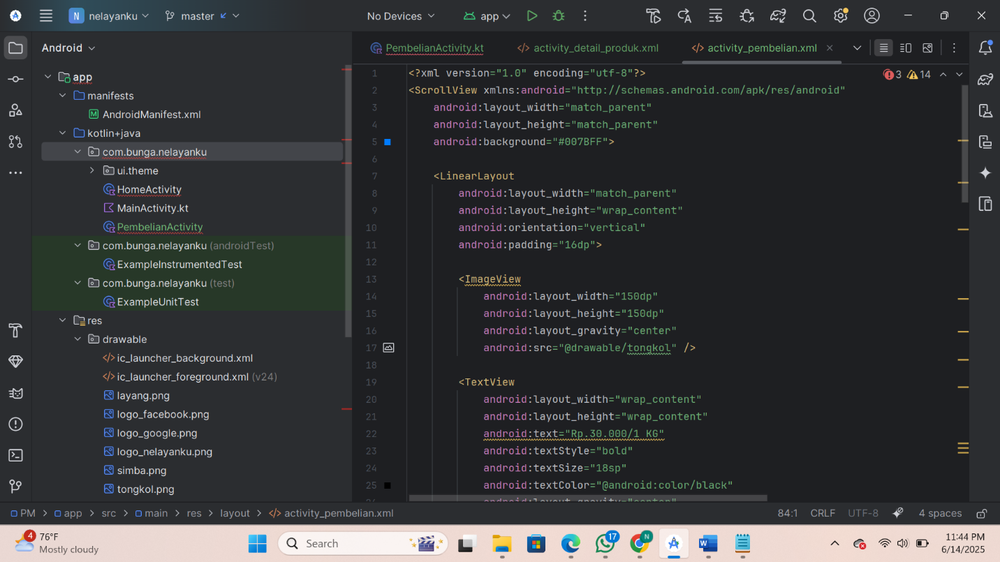 N nelayanku master No Devices app
Android
PembelianActivity.kt activity_detail_produk.xml activity_pembelian.xml
app
manifests
AndroidManifest.xml
kotlin+java
com.bunga.nelayanku
ui.theme
HomeActivity
MainActivity.kt
PembelianActivity
com.bunga.nelayanku (androidTest)
ExampleInstrumentedTest
com.bunga.nelayanku (test)
ExampleUnitTest
res
drawable
ic_launcher_background.xml
ic_launcher_foreground.xml (v24)
layang.png
logo_facebook.png
logo_google.png
logo_nelayanku.png
simba.png
tongkol.png
3 14
1 <?xml version="1.0" encoding="utf-8"?>
2 <ScrollView xmlns:android="http://schemas.android.com/apk/res/android"
3 android:layout_width="match_parent"
4 android:layout_height="match_parent"
5 android:background="#007BFF">
6
7 <LinearLayout
8 android:layout_width="match_parent"
9 android:layout_height="wrap_content"
10 android:orientation="vertical"
11 android:padding="16dp">
12
13 <ImageView
14 android:layout_width="150dp"
15 android:layout_height="150dp"
16 android:layout_gravity="center"
17 android:src="@drawable/tongkol" />
18
19 <TextView
20 android:layout_width="wrap_content"
21 android:layout_height="wrap_content"
22 android:text="Rp.30.000/1 KG"
23 android:textStyle="bold"
24 android:textSize="18sp"
25 android:textColor="@android:color/black"
android:layout_gravity="center"
PM > app > src > main > res > layout > activity_pembelian.xml
84:1 CRLF UTF-8 4 spaces
4
76°F
Mostly cloudy
Search
17
N
11:44 PM
6/14/2025